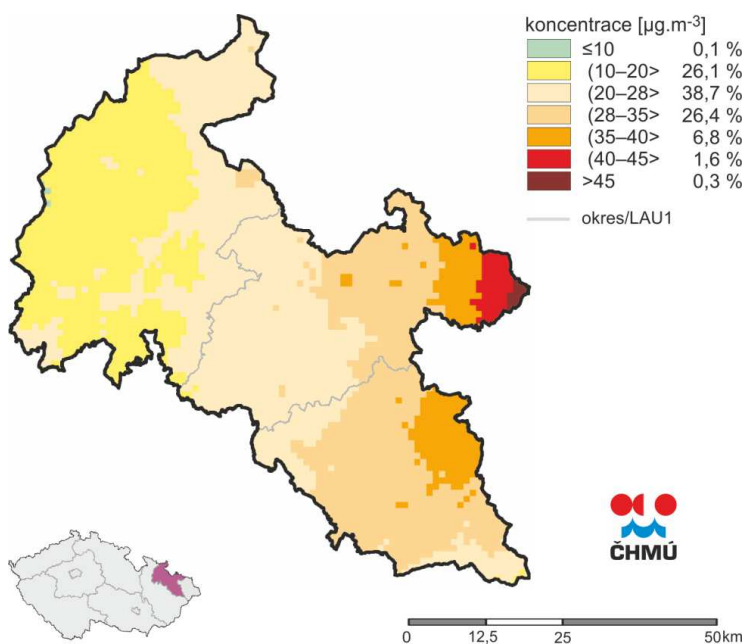 koncentrace [µg.m⁻³]
≤10 0,1 %
(10–20> 26,1 %
(20–28> 38,7 %
(28–35> 26,4 %
(35–40> 6,8 %
(40–45> 1,6 %
>45 0,3 %
okres/LAU1
ČHMÚ
0 12,5 25 50km